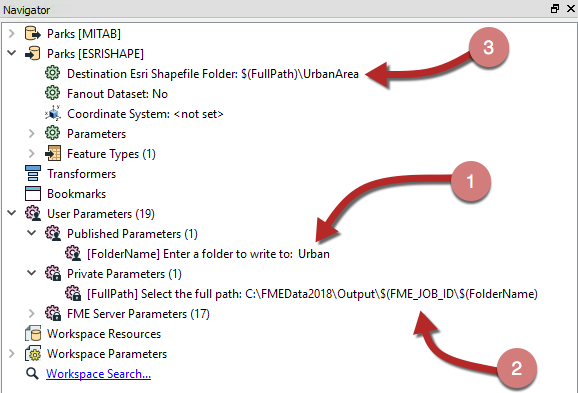 Navigator
Parks [MITAB]
Parks [ESRISHAPE]
Destination Esri Shapefile Folder: $(FullPath)\UrbanArea
3
Fanout Dataset: No
Coordinate System: <not set>
Parameters
Feature Types (1)
Transformers
1
Bookmarks
User Parameters (19)
Published Parameters (1)
[FolderName] Enter a folder to write to: Urban
Private Parameters (1)
[FullPath] Select the full path: C:\FMEData2018\Output\$(FME_JOB_ID\$(FolderName)
FME Server Parameters (17)
Workspace Resources
Workspace Parameters
2
Workspace Search...